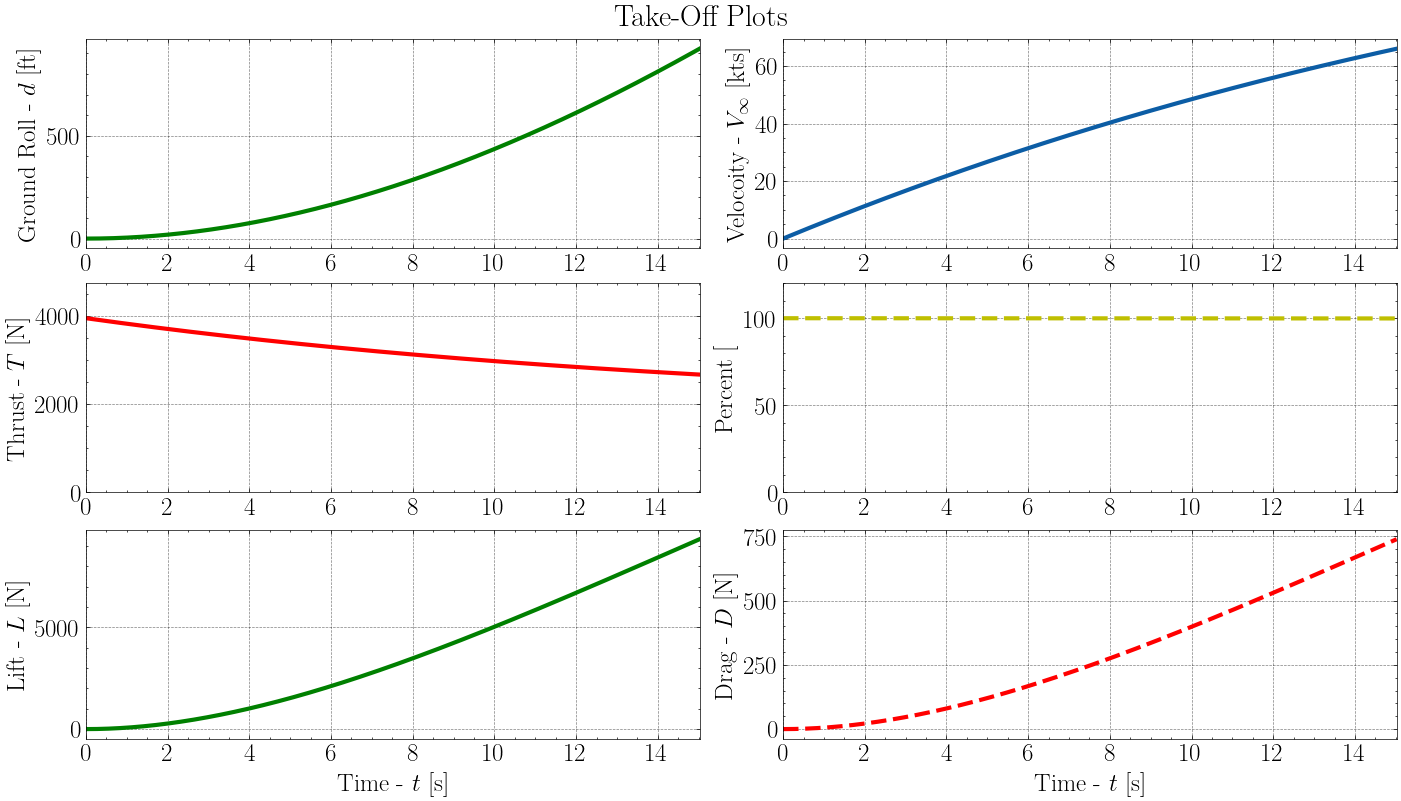 Take-Off Plots
Ground Roll - d [ft]
500
0
0 2 4 6 8 10 12 14
Velocoity - V∞ [kts]
60
40
20
0
0 2 4 6 8 10 12 14
Thrust - T [N]
4000
2000
0
0 2 4 6 8 10 12 14
Percent [
100
50
0
0 2 4 6 8 10 12 14
Lift - L [N]
5000
0
0 2 4 6 8 10 12 14
Time - t [s]
Drag - D [N]
750
500
250
0
0 2 4 6 8 10 12 14
Time - t [s]